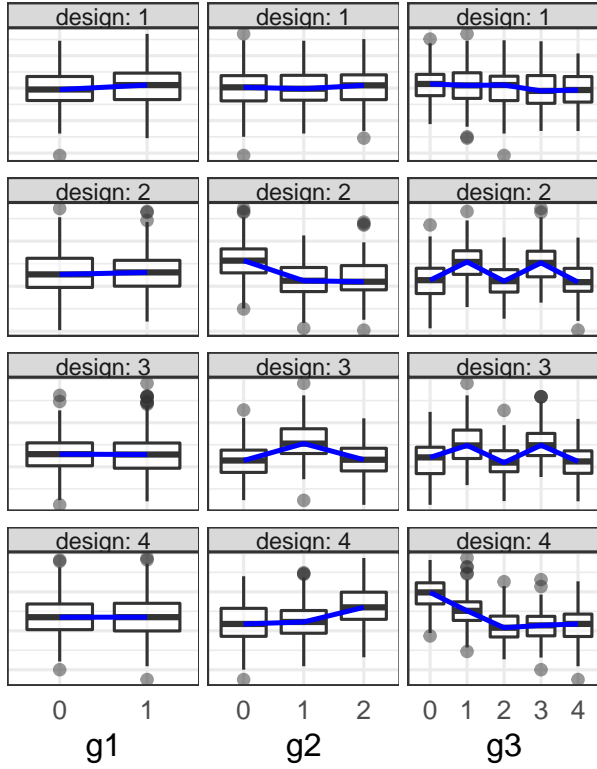 design: 1 design: 1 design: 1
design: 2 design: 2 design: 2
design: 3 design: 3 design: 3
design: 4 design: 4 design: 4
0 1 0 1 2 0 1 2 3 4
g1 g2 g3